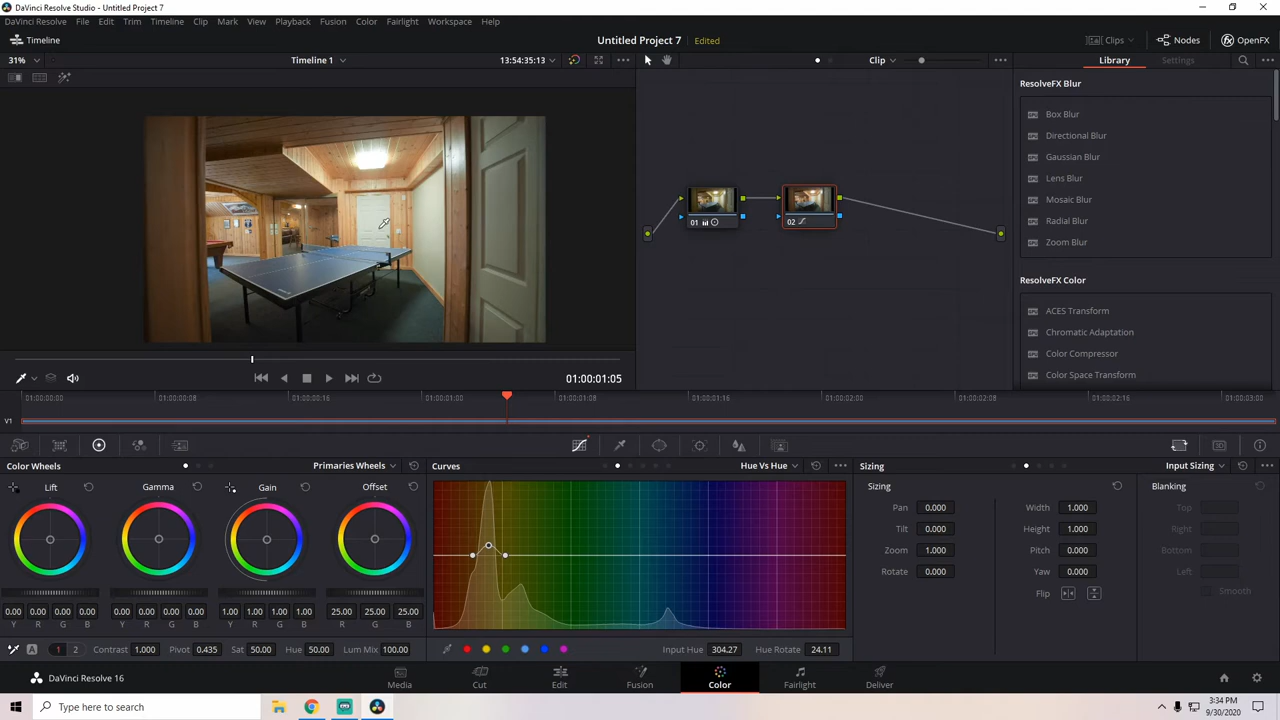 DaVinci Resolve Studio - Untitled Project 7
DaVinci Resolve File Edit Trim Timeline Clip Mark View Playback Fusion Color Fairlight Workspace Help
Timeline Untitled Project 7 Edited Clips Nodes OpenFX
31% Timeline 1 13:54:35:13 Clip Library Settings
ResolveFX Blur
Box Blur
Directional Blur
Gaussian Blur
Lens Blur
Mosaic Blur
Radial Blur
Zoom Blur
01 02
ResolveFX Color
ACES Transform
Chromatic Adaptation
Color Compressor
Color Space Transform
01:00:01:05
01:00:00:00 01:00:00:08 01:00:00:16 01:00:01:00 01:00:01:08 01:00:01:16 01:00:02:00 01:00:02:08 01:00:02:16 01:00:03:00
V1
Color Wheels Primaries Wheels Curves Hue Vs Hue Sizing Input Sizing
Lift Gamma Gain Offset Sizing Blanking
Pan 0.000 Width 1.000 Top
Tilt 0.000 Height 1.000 Right
Zoom 1.000 Pitch 0.000 Bottom
Rotate 0.000 Yaw 0.000 Left
Flip Smooth
0.00 0.00 0.00 0.00 0.00 0.00 0.00 0.00 1.00 1.00 1.00 1.00 25.00 25.00 25.00
Y R G B Y R G B Y R G B R G B
A 1 2 Contrast 1.000 Pivot 0.435 Sat 50.00 Hue 50.00 Lum Mix 100.00 Input Hue 304.27 Hue Rotate 24.11
DaVinci Resolve 16 Media Cut Edit Fusion Color Fairlight Deliver
Type here to search
3:34 PM
9/30/2020